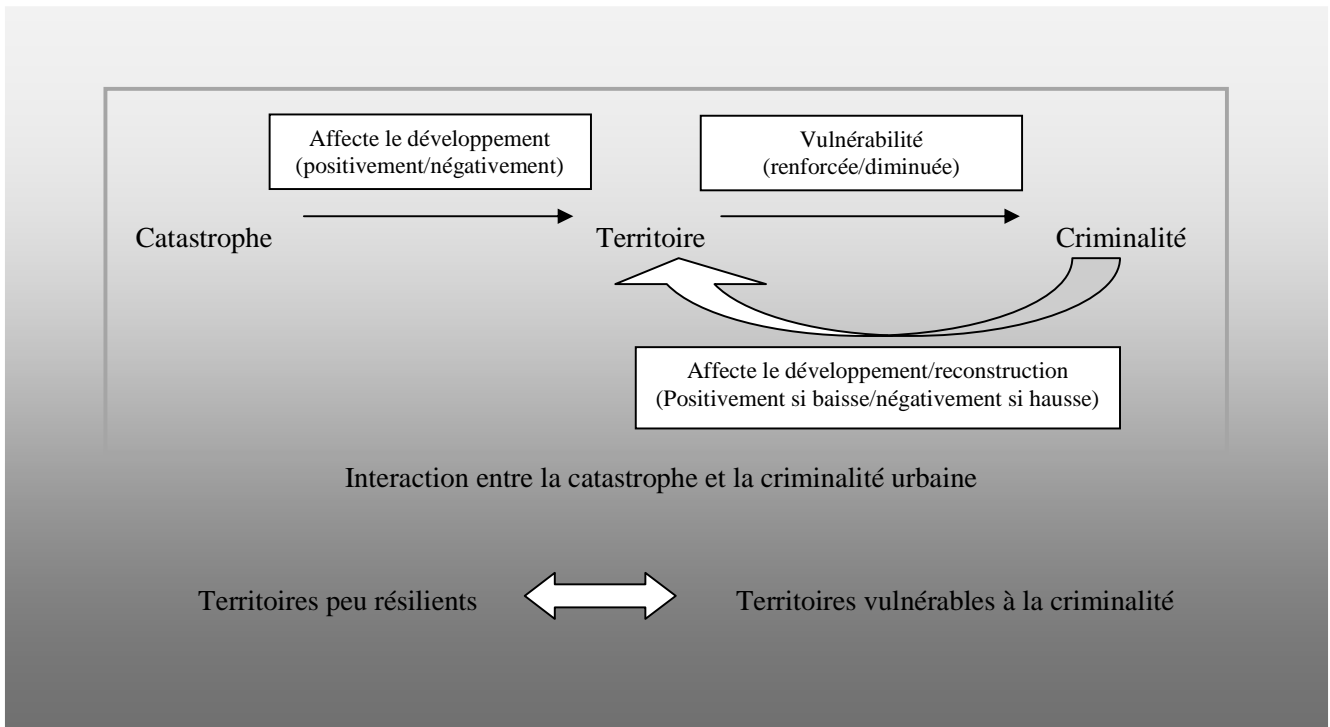 Affecte le développement
(positivement/négativement)
Vulnérabilité
(renforcée/diminuée)
Catastrophe
Territoire
Criminalité
Affecte le développement/reconstruction
(Positivement si baisse/négativement si hausse)
Interaction entre la catastrophe et la criminalité urbaine
Territoires peu résilients
Territoires vulnérables à la criminalité